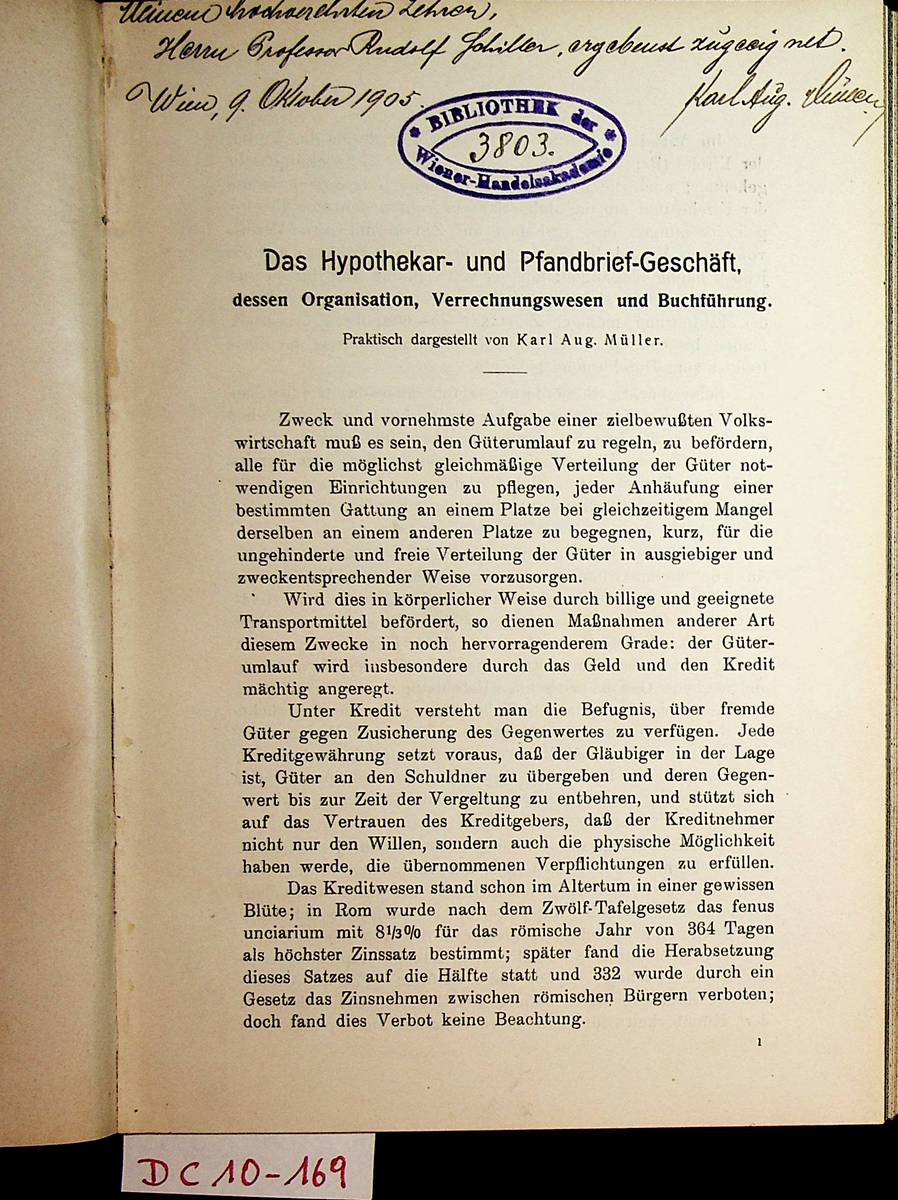 Meinem hochverehrten Lehrer,
Herrn Professor Rudolf Schiller, ergebenst zugeeignet.
Wien, 9. Oktober 1905.
Karl Aug. Müller
* BIBLIOTHEK der *
3803.
Wiener-Handelsakademie
Das Hypothekar- und Pfandbrief-Geschäft,
dessen Organisation, Verrechnungswesen und Buchführung.
Praktisch dargestellt von Karl Aug. Müller.
Zweck und vornehmste Aufgabe einer zielbewußten Volks-
wirtschaft muß es sein, den Güterumlauf zu regeln, zu befördern,
alle für die möglichst gleichmäßige Verteilung der Güter not-
wendigen Einrichtungen zu pflegen, jeder Anhäufung einer
bestimmten Gattung an einem Platze bei gleichzeitigem Mangel
derselben an einem anderen Platze zu begegnen, kurz, für die
ungehinderte und freie Verteilung der Güter in ausgiebiger und
zweckentsprechender Weise vorzusorgen.
Wird dies in körperlicher Weise durch billige und geeignete
Transportmittel befördert, so dienen Maßnahmen anderer Art
diesem Zwecke in noch hervorragenderem Grade: der Güter-
umlauf wird insbesondere durch das Geld und den Kredit
mächtig angeregt.
Unter Kredit versteht man die Befugnis, über fremde
Güter gegen Zusicherung des Gegenwertes zu verfügen. Jede
Kreditgewährung setzt voraus, daß der Gläubiger in der Lage
ist, Güter an den Schuldner zu übergeben und deren Gegen-
wert bis zur Zeit der Vergeltung zu entbehren, und stützt sich
auf das Vertrauen des Kreditgebers, daß der Kreditnehmer
nicht nur den Willen, sondern auch die physische Möglichkeit
haben werde, die übernommenen Verpflichtungen zu erfüllen.
Das Kreditwesen stand schon im Altertum in einer gewissen
Blüte; in Rom wurde nach dem Zwölf-Tafelgesetz das fenus
unciarium mit 8 1/3 % für das römische Jahr von 364 Tagen
als höchster Zinssatz bestimmt; später fand die Herabsetzung
dieses Satzes auf die Hälfte statt und 332 wurde durch ein
Gesetz das Zinsnehmen zwischen römischen Bürgern verboten;
doch fand dies Verbot keine Beachtung.
1
DC 10-169